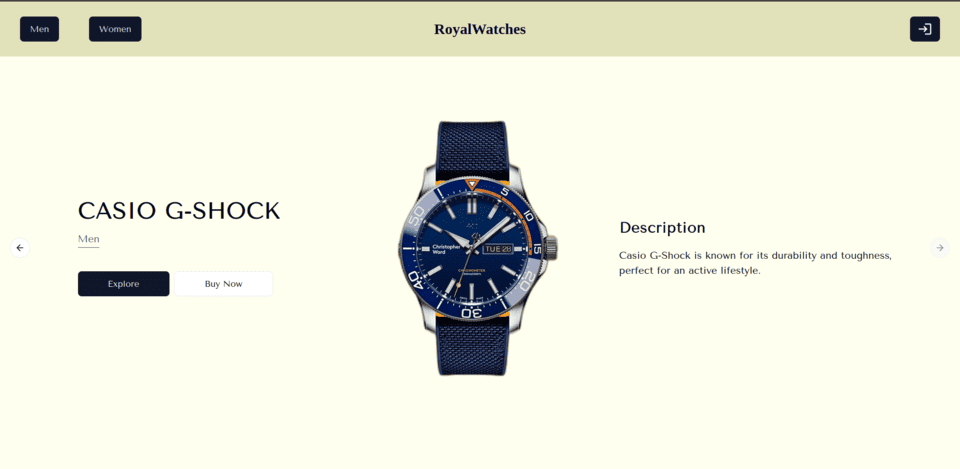 Men
Women
RoyalWatches
CASIO G-SHOCK
Men
Explore
Buy Now
50
5
10
15
30
40
Christopher
Ward
TUE 28
CHRONOMETER
Description
Casio G-Shock is known for its durability and toughness,
perfect for an active lifestyle.